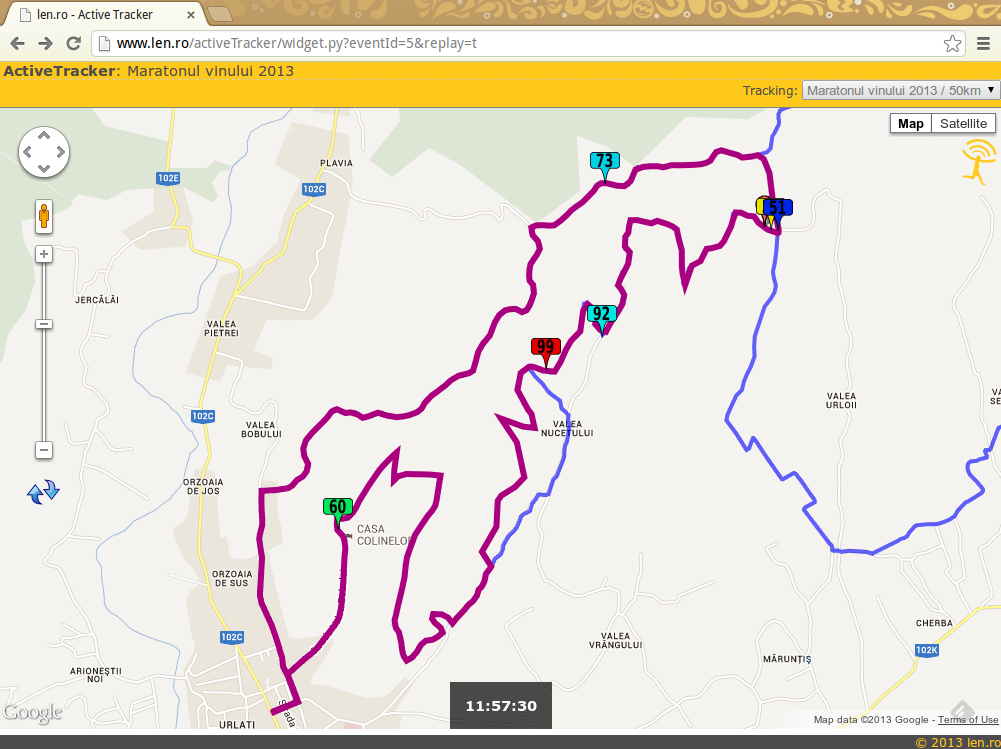 len.ro - Active Tracker
www.len.ro/activeTracker/widget.py?eventId=5&replay=t
ActiveTracker: Maratonul vinului 2013
Tracking: Maratonul vinului 2013 / 50km
Map Satellite
PLAVIA
73
102E
102C
51
JERCĂLĂI
92
VALEA
PIETREI
99
VALEA
URLOII
VA
SE
102C
VALEA
BOBULUI
VALEA
NUCETULUI
ORZOAIA
DE JOS
60
CASA
COLINELOR
ORZOAIA
DE SUS
102C
CHERBA
VALEA
VRÂNGULUI
102K
MĂRUNȚIȘ
ARIONEȘTII
NOI
Strada
11:57:30
Google
URLATI
Map data ©2013 Google - Terms of Use
© 2013 len.ro